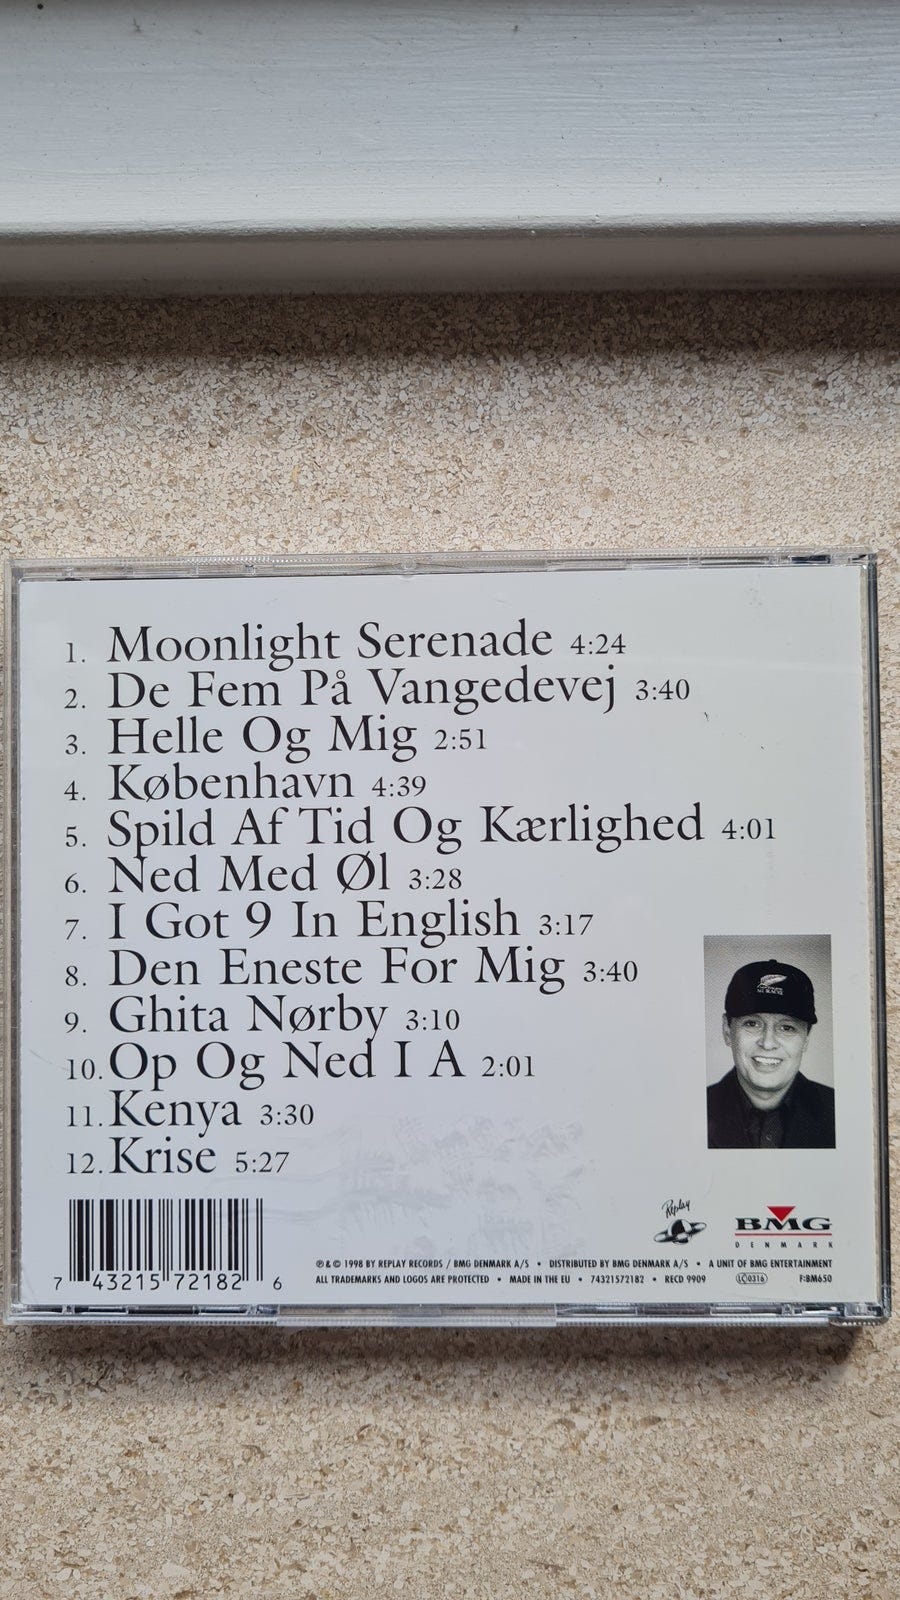 1. Moonlight Serenade 4:24
2. De Fem På Vangedevej 3:40
3. Helle Og Mig 2:51
4. København 4:39
5. Spild Af Tid Og Kærlighed 4:01
6. Ned Med Øl 3:28
7. I Got 9 In English 3:17
8. Den Eneste For Mig 3:40
9. Ghita Nørby 3:10
10. Op Og Ned I A 2:01
11. Kenya 3:30
12. Krise 5:27
ALL BLACKS
Replay
BMG
DENMARK
℗ & © 1998 BY REPLAY RECORDS / BMG DENMARK A/S • DISTRIBUTED BY BMG DENMARK A/S • A UNIT OF BMG ENTERTAINMENT
ALL TRADEMARKS AND LOGOS ARE PROTECTED • MADE IN THE EU • 74321572182 • RECD 9909 LC 0316 F:BM650
7 43215 72182 6